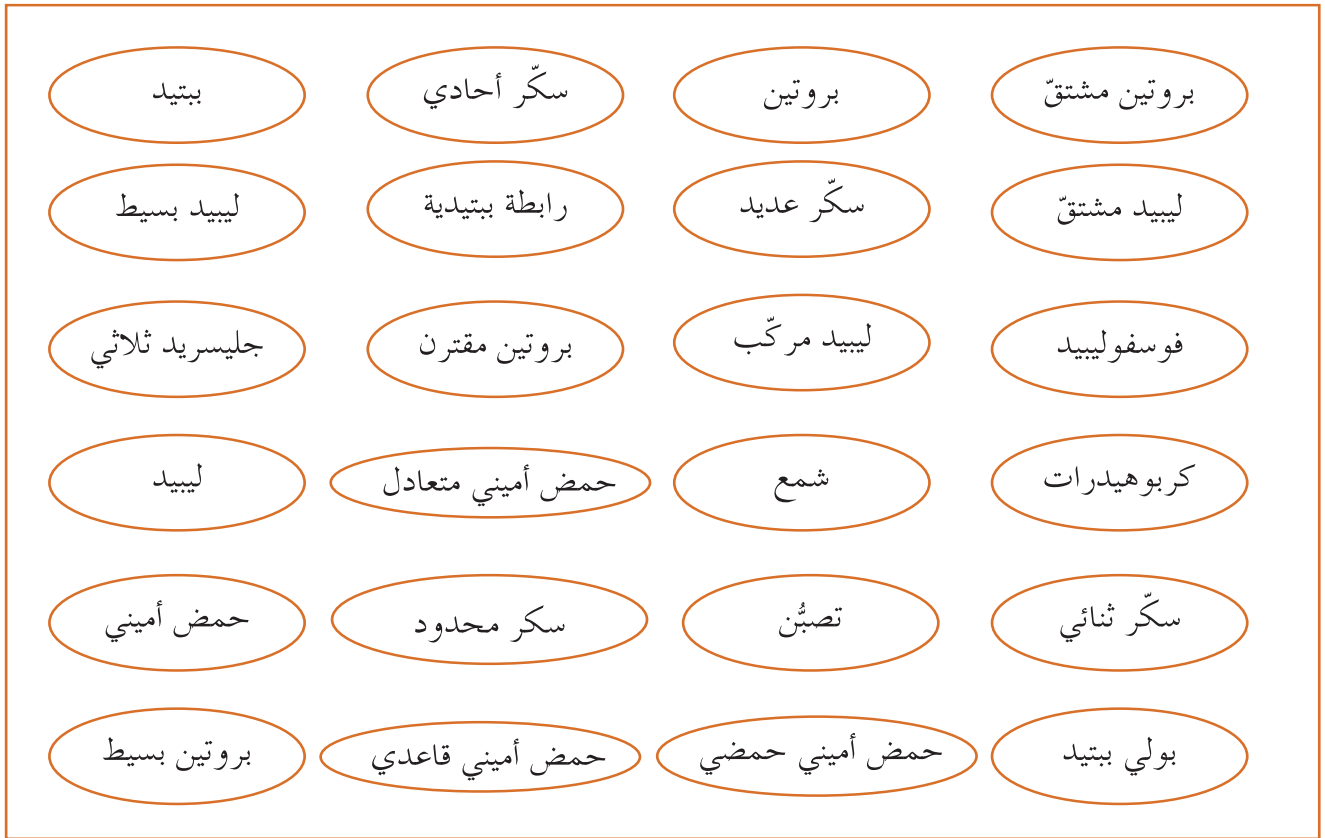 بروتين مشتقّ
بروتين
سكّر أحادي
ببتيد
ليبيد مشتقّ
سكّر عديد
رابطة ببتيدية
ليبيد بسيط
فوسفوليبيد
ليبيد مركّب
بروتين مقترن
جليسريد ثلاثي
كربوهيدرات
شمع
حمض أميني متعادل
ليبيد
سكّر ثنائي
تصبُّن
سكر محدود
حمض أميني
بولي ببتيد
حمض أميني حمضي
حمض أميني قاعدي
بروتين بسيط